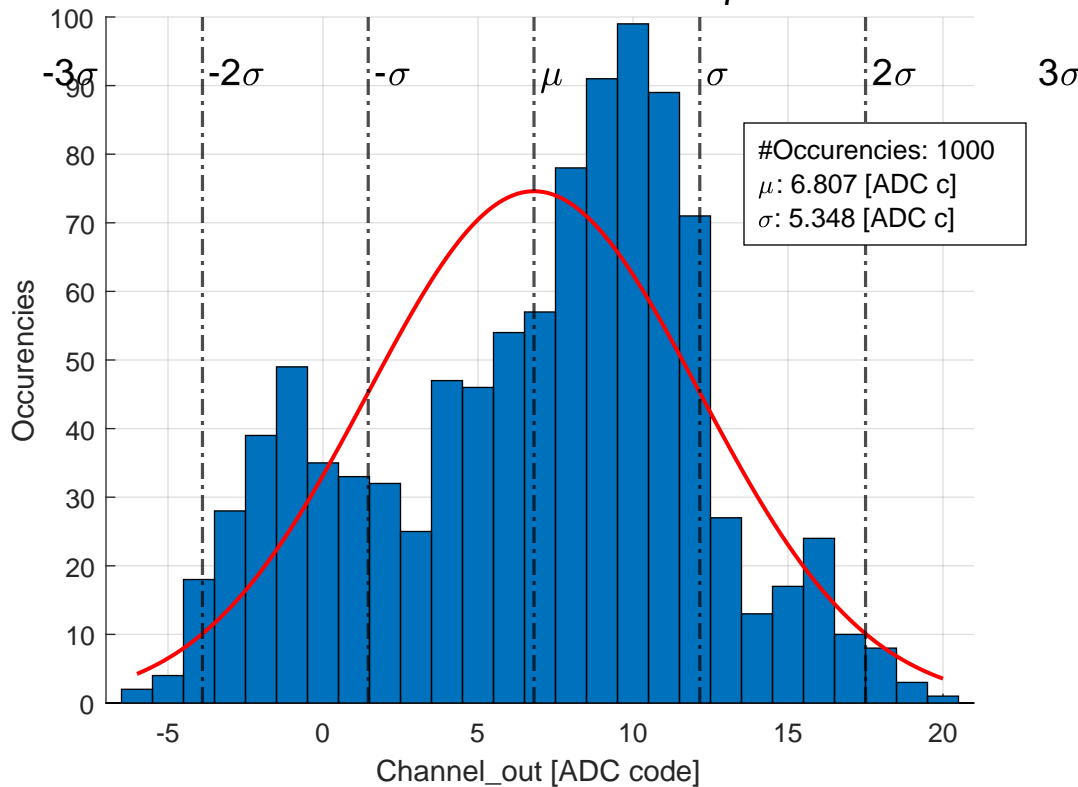 100
-3σ
-2σ
-σ
μ
σ
2σ
3σ
90
80
70
60
50
40
30
20
10
0
#Occurencies: 1000
μ: 6.807 [ADC c]
σ: 5.348 [ADC c]
Occurencies
-5
0
5
10
15
20
Channel_out [ADC code]